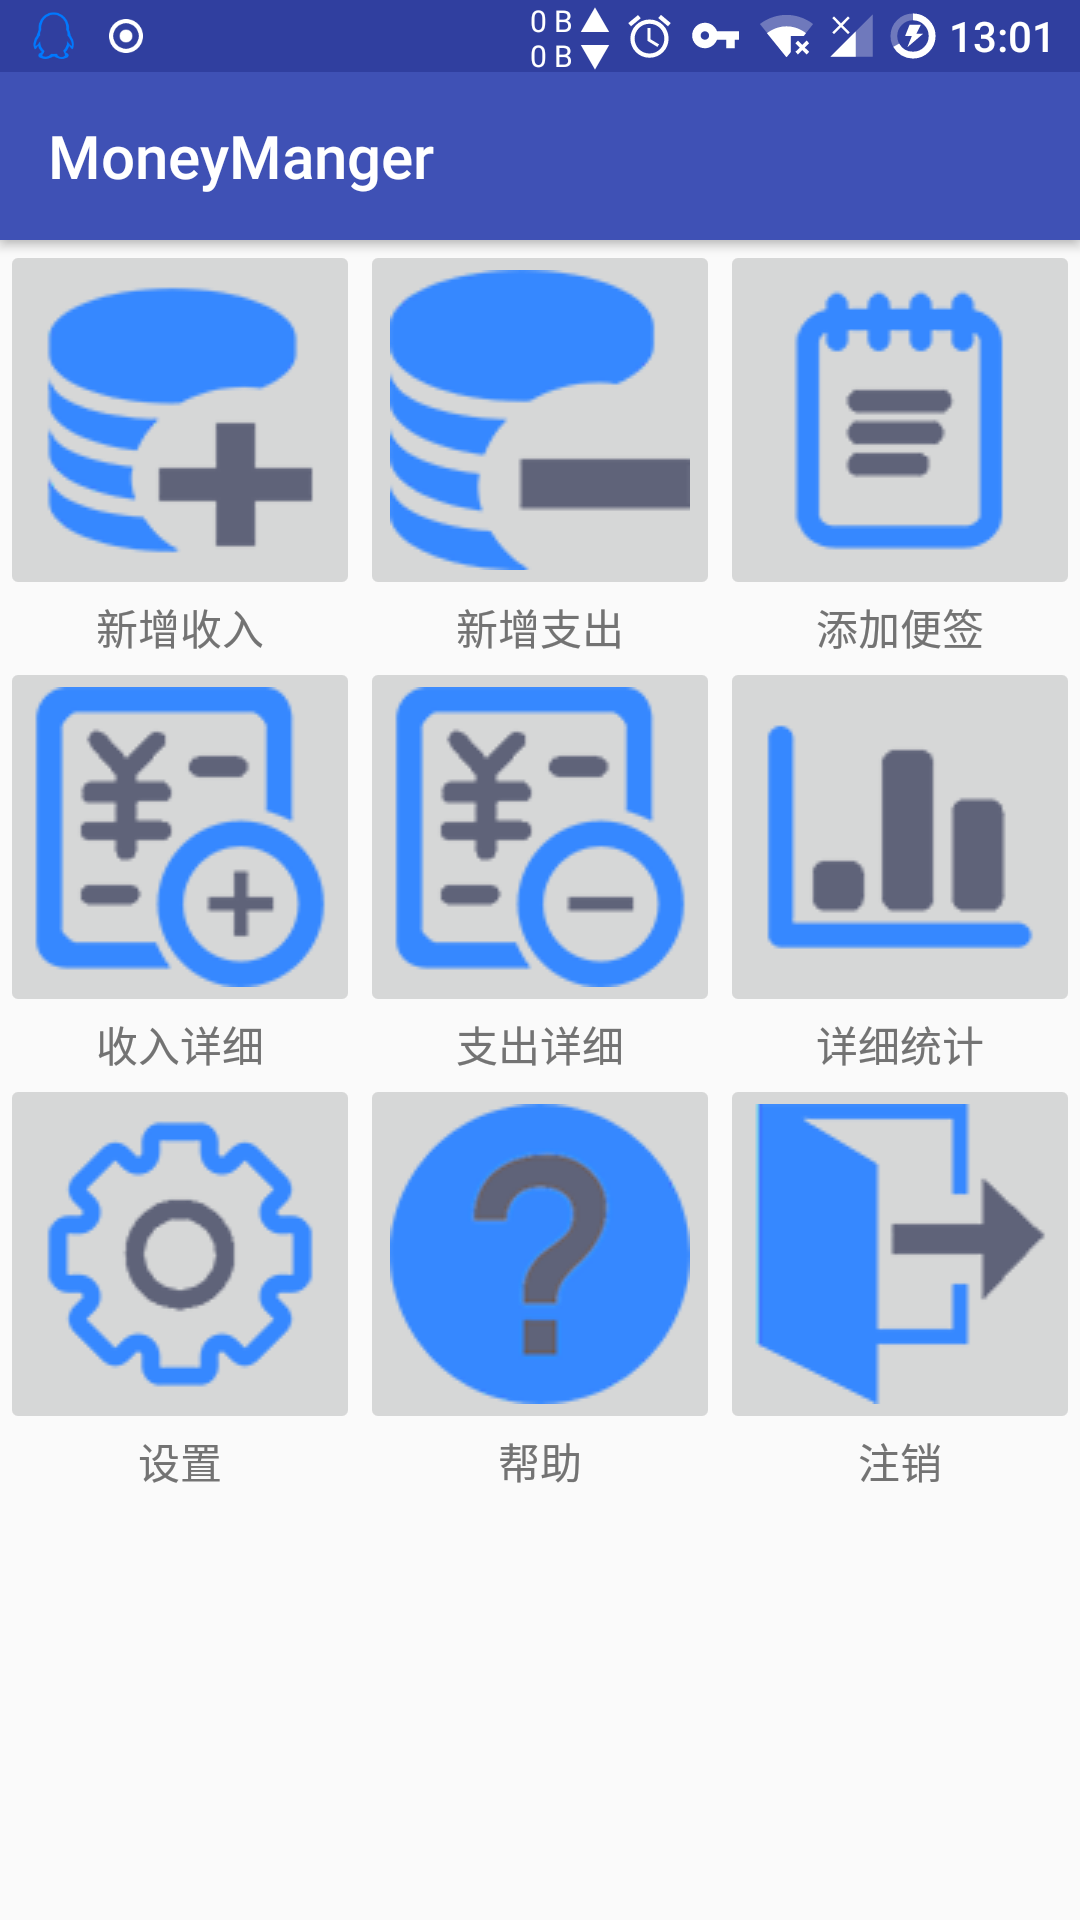 0 B
0 B
13:01
MoneyManger
新增收入 新增支出 添加便签
收入详细 支出详细 详细统计
设置 帮助 注销